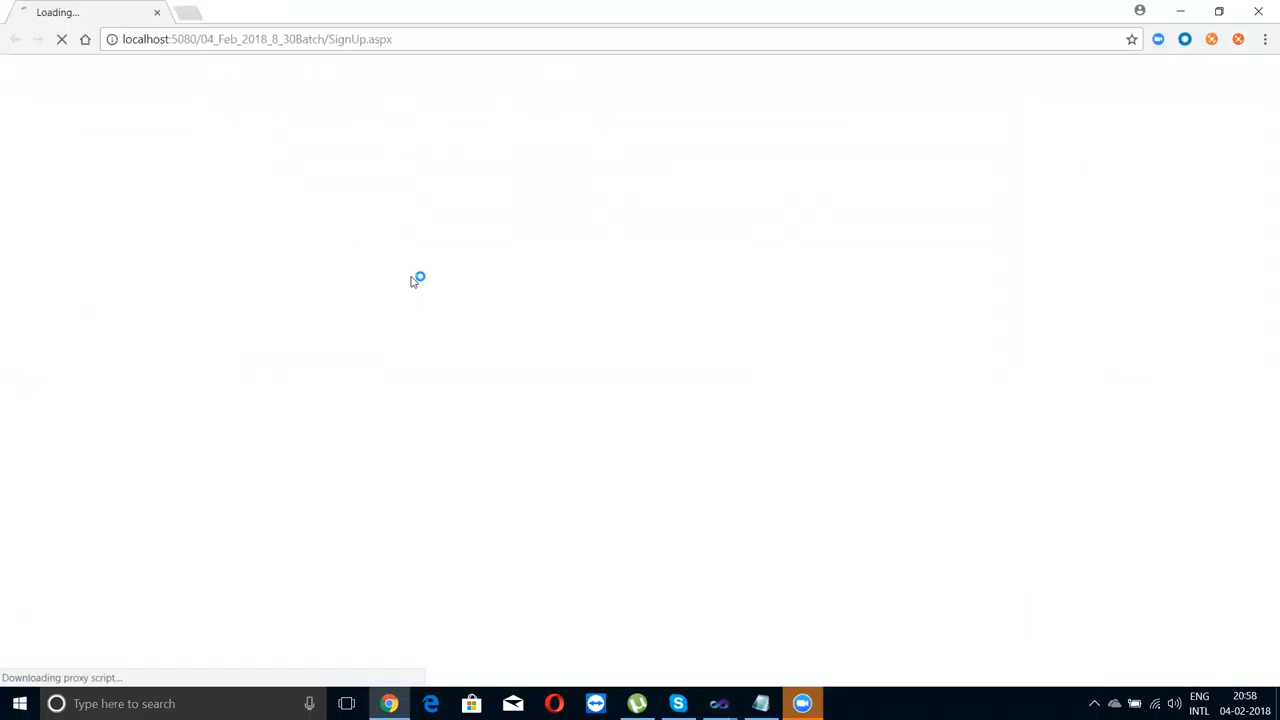 Loading...
localhost:5080/04_Feb_2018_8_30Batch/SignUp.aspx
Downloading proxy script...
Type here to search
ENG
INTL
20:58
04-02-2018